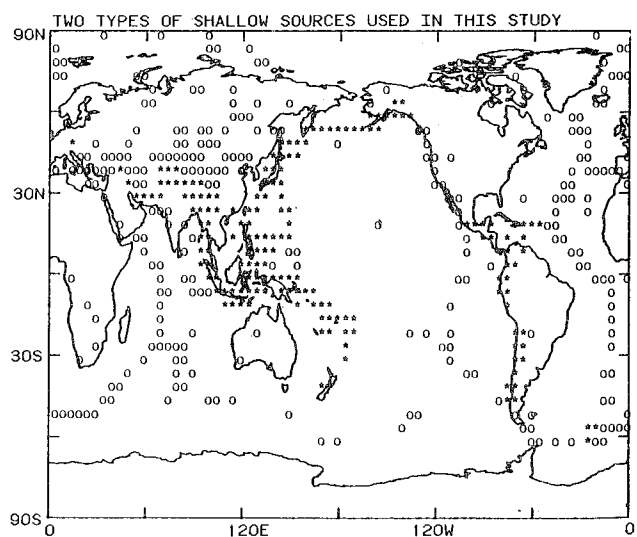 TWO TYPES OF SHALLOW SOURCES USED IN THIS STUDY
90N
30N
30S
90S
0 120E 120W 0